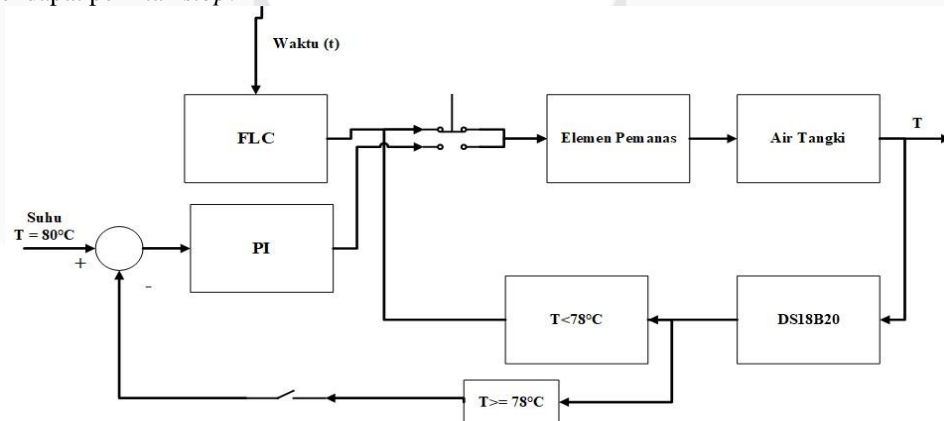 Waktu (t)
FLC
Elemen Pemanas
Air Tangki
T
Suhu
T = 80°C
+
-
PI
T<78°C
DS18B20
T>= 78°C